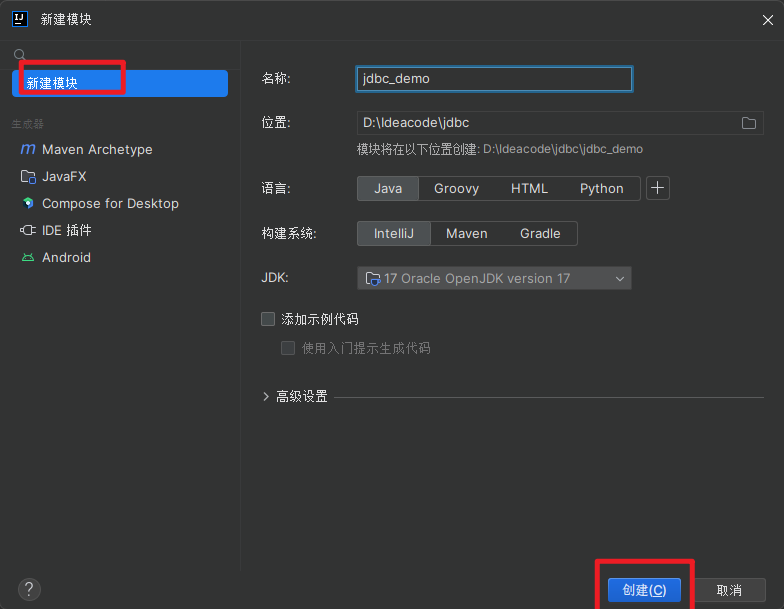 新建模块
新建模块
生成器
Maven Archetype
JavaFX
Compose for Desktop
IDE 插件
Android
名称:
jdbc_demo
位置:
D:\Ideacode\jdbc
模块将在以下位置创建: D:\Ideacode\jdbc\jdbc_demo
语言:
Java Groovy HTML Python
构建系统:
IntelliJ Maven Gradle
JDK:
17 Oracle OpenJDK version 17
添加示例代码
使用入门提示生成代码
高级设置
?
创建(C) 取消